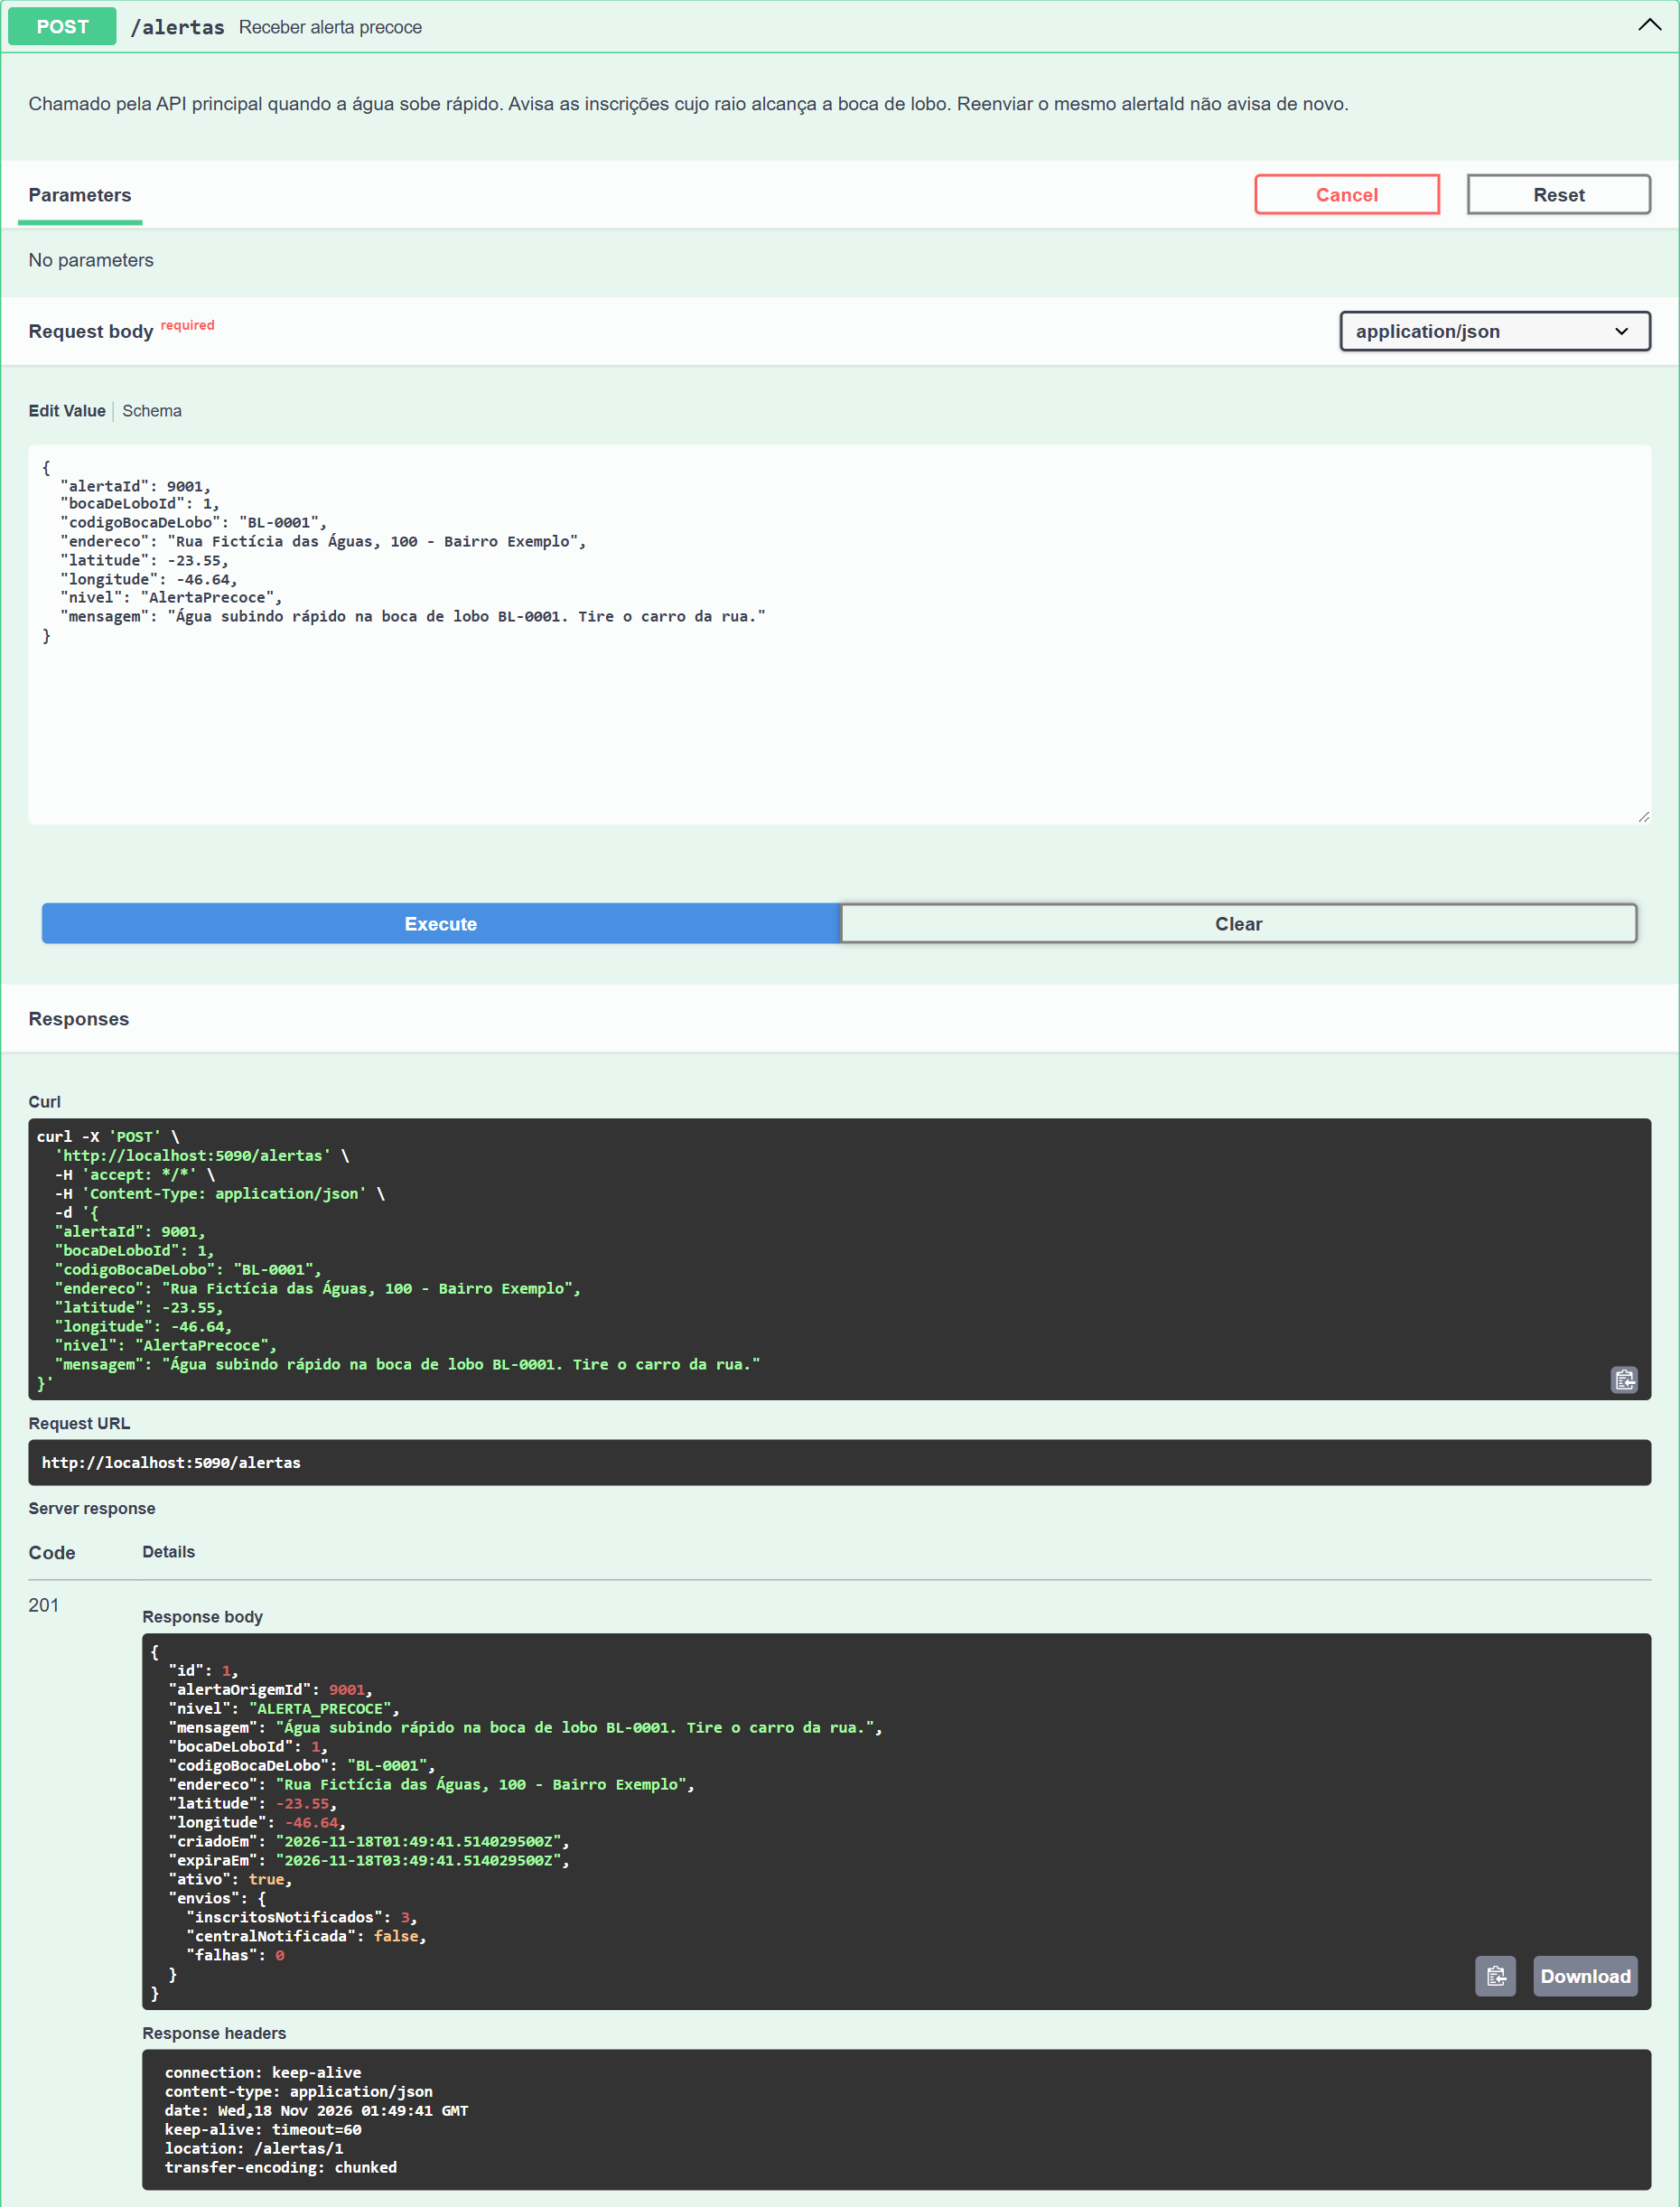 POST /alertas Receber alerta precoce
Chamado pela API principal quando a água sobe rápido. Avisa as inscrições cujo raio alcança a boca de lobo. Reenviar o mesmo alertaId não avisa de novo.
Parameters
Cancel
Reset
No parameters
Request body required
application/json
Edit Value | Schema
{
  "alertaId": 9001,
  "bocaDeLoboId": 1,
  "codigoBocaDeLobo": "BL-0001",
  "endereco": "Rua Fictícia das Águas, 100 - Bairro Exemplo",
  "latitude": -23.55,
  "longitude": -46.64,
  "nivel": "AlertaPrecoce",
  "mensagem": "Água subindo rápido na boca de lobo BL-0001. Tire o carro da rua."
}
Execute
Clear
Responses
Curl
curl -X 'POST' \
  'http://localhost:5090/alertas' \
  -H 'accept: */*' \
  -H 'Content-Type: application/json' \
  -d '{
  "alertaId": 9001,
  "bocaDeLoboId": 1,
  "codigoBocaDeLobo": "BL-0001",
  "endereco": "Rua Fictícia das Águas, 100 - Bairro Exemplo",
  "latitude": -23.55,
  "longitude": -46.64,
  "nivel": "AlertaPrecoce",
  "mensagem": "Água subindo rápido na boca de lobo BL-0001. Tire o carro da rua."
}'
Request URL
http://localhost:5090/alertas
Server response
Code Details
201
Response body
{
  "id": 1,
  "alertaOrigemId": 9001,
  "nivel": "ALERTA_PRECOCE",
  "mensagem": "Água subindo rápido na boca de lobo BL-0001. Tire o carro da rua.",
  "bocaDeLoboId": 1,
  "codigoBocaDeLobo": "BL-0001",
  "endereco": "Rua Fictícia das Águas, 100 - Bairro Exemplo",
  "latitude": -23.55,
  "longitude": -46.64,
  "criadoEm": "2026-11-18T01:49:41.514029500Z",
  "expiraEm": "2026-11-18T03:49:41.514029500Z",
  "ativo": true,
  "envios": {
    "inscritosNotificados": 3,
    "centralNotificada": false,
    "falhas": 0
  }
}
Download
Response headers
connection: keep-alive
content-type: application/json
date: Wed,18 Nov 2026 01:49:41 GMT
keep-alive: timeout=60
location: /alertas/1
transfer-encoding: chunked